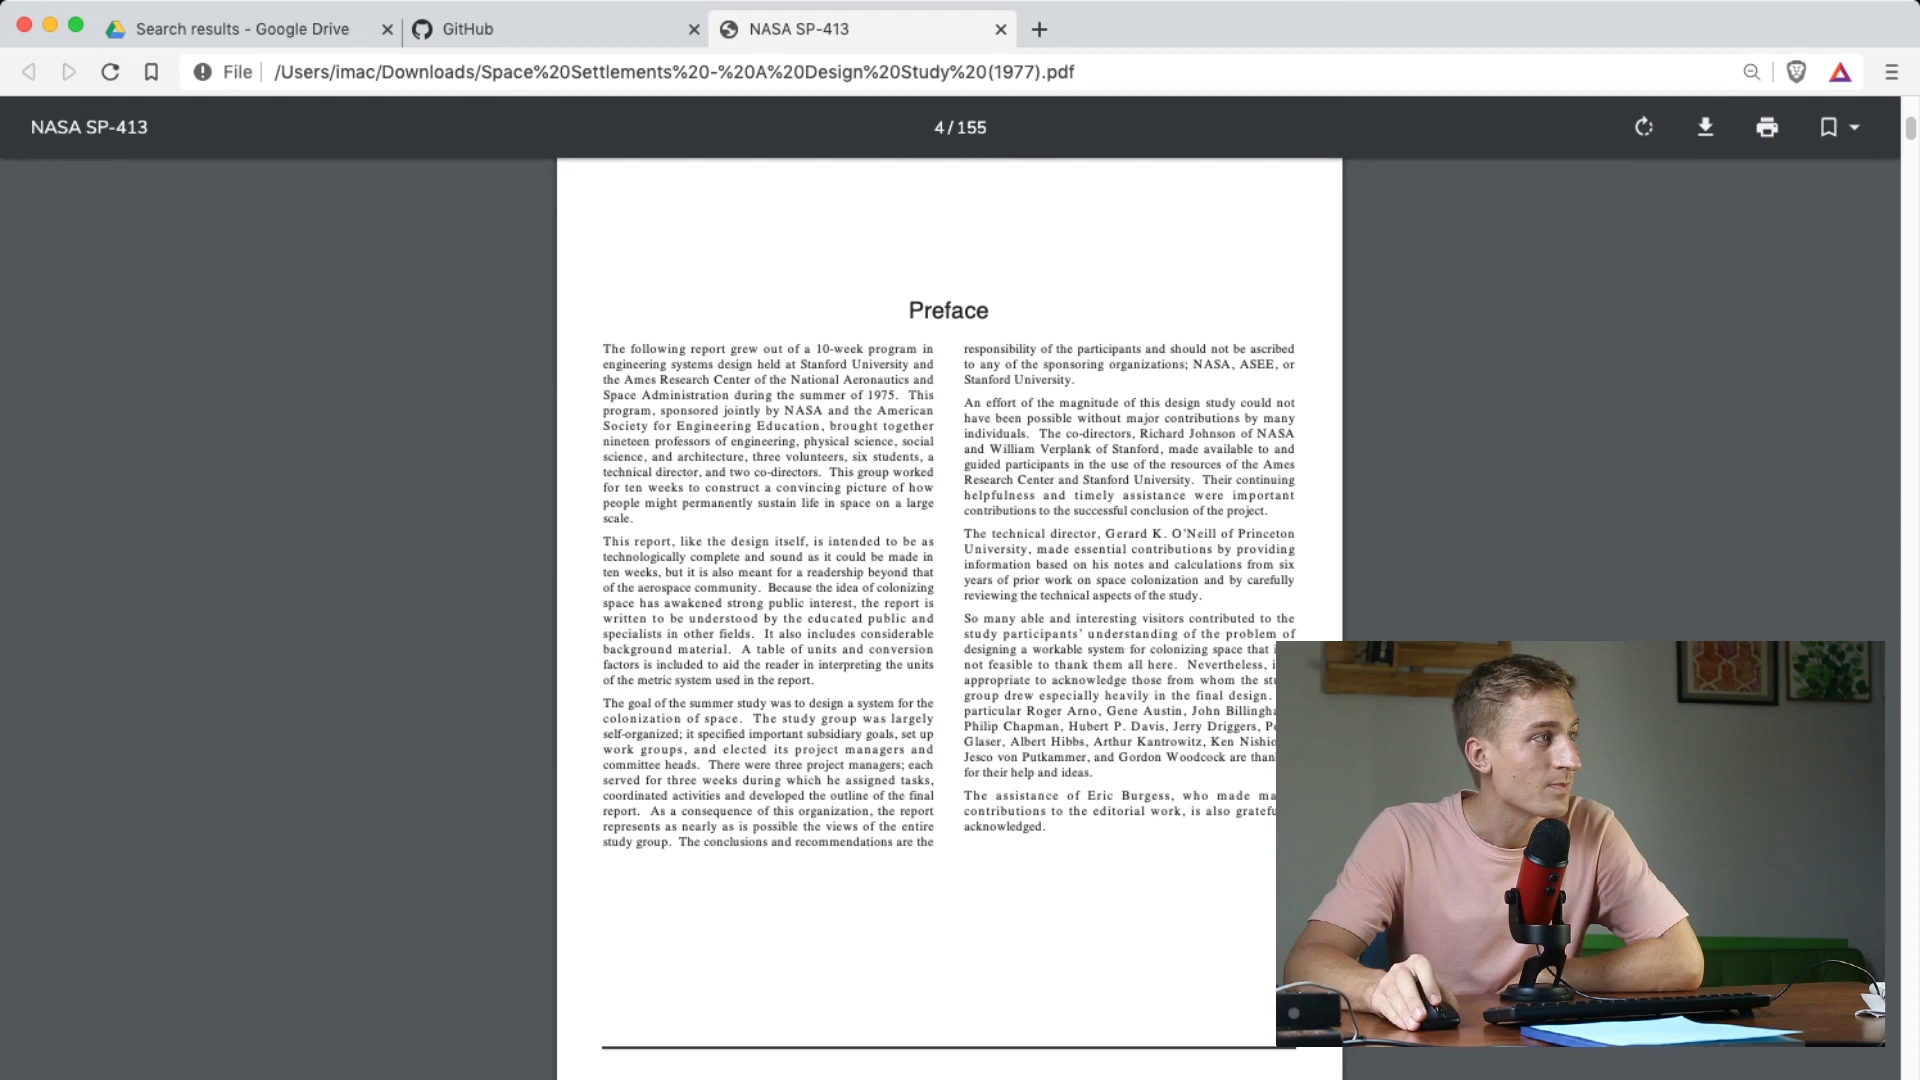 Search results - Google Drive
GitHub
NASA SP-413
File
/Users/imac/Downloads/Space%20Settlements%20-%20A%20Design%20Study%20(1977).pdf
NASA SP-413
4 / 155
Preface
The following report grew out of a 10-week program in
engineering systems design held at Stanford University and
the Ames Research Center of the National Aeronautics and
Space Administration during the summer of 1975. This
program, sponsored jointly by NASA and the American
Society for Engineering Education, brought together
nineteen professors of engineering, physical science, social
science, and architecture, three volunteers, six students, a
technical director, and two co-directors. This group worked
for ten weeks to construct a convincing picture of how
people might permanently sustain life in space on a large
scale.
This report, like the design itself, is intended to be as
technologically complete and sound as it could be made in
ten weeks, but it is also meant for a readership beyond that
of the aerospace community. Because the idea of colonizing
space has awakened strong public interest, the report is
written to be understood by the educated public and
specialists in other fields. It also includes considerable
background material. A table of units and conversion
factors is included to aid the reader in interpreting the units
of the metric system used in the report.
The goal of the summer study was to design a system for the
colonization of space. The study group was largely
self-organized; it specified important subsidiary goals, set up
work groups, and elected its project managers and
committee heads. There were three project managers; each
served for three weeks during which he assigned tasks,
coordinated activities and developed the outline of the final
report. As a consequence of this organization, the report
represents as nearly as is possible the views of the entire
study group. The conclusions and recommendations are the
responsibility of the participants and should not be ascribed
to any of the sponsoring organizations; NASA, ASEE, or
Stanford University.
An effort of the magnitude of this design study could not
have been possible without major contributions by many
individuals. The co-directors, Richard Johnson of NASA
and William Verplank of Stanford, made available to and
guided participants in the use of the resources of the Ames
Research Center and Stanford University. Their continuing
helpfulness and timely assistance were important
contributions to the successful conclusion of the project.
The technical director, Gerard K. O'Neill of Princeton
University, made essential contributions by providing
information based on his notes and calculations from six
years of prior work on space colonization and by carefully
reviewing the technical aspects of the study.
So many able and interesting visitors contributed to the
study participants' understanding of the problem of
designing a workable system for colonizing space that
not feasible to thank them all here. Nevertheless,
appropriate to acknowledge those from whom the
group drew especially heavily in the final design.
particular Roger Arno, Gene Austin, John
Philip Chapman, Hubert P. Davis, Jerry Driggers,
Glaser, Albert Hibbs, Arthur Kantrowitz, Ken
Jesco von Putkammer, and Gordon Woodcock are
for their help and ideas.
The assistance of Eric Burgess, who made
contributions to the editorial work, is also
acknowledged.